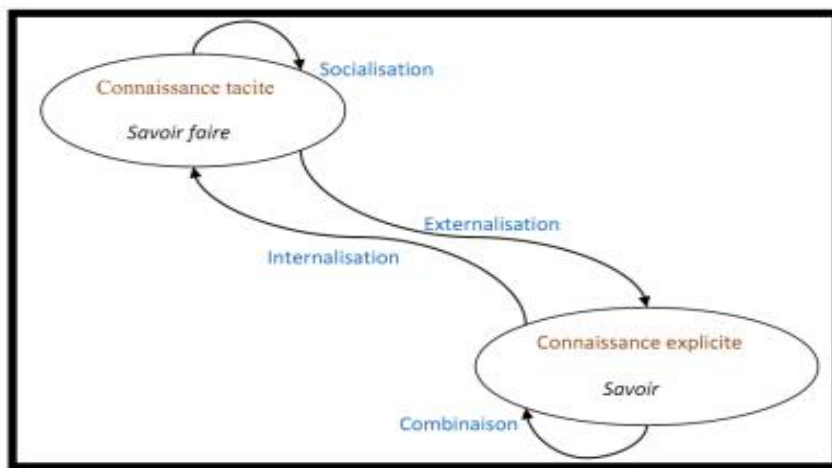 Socialisation
Connaissance tacite
Savoir faire
Externalisation
Internalisation
Connaissance explicite
Savoir
Combinaison